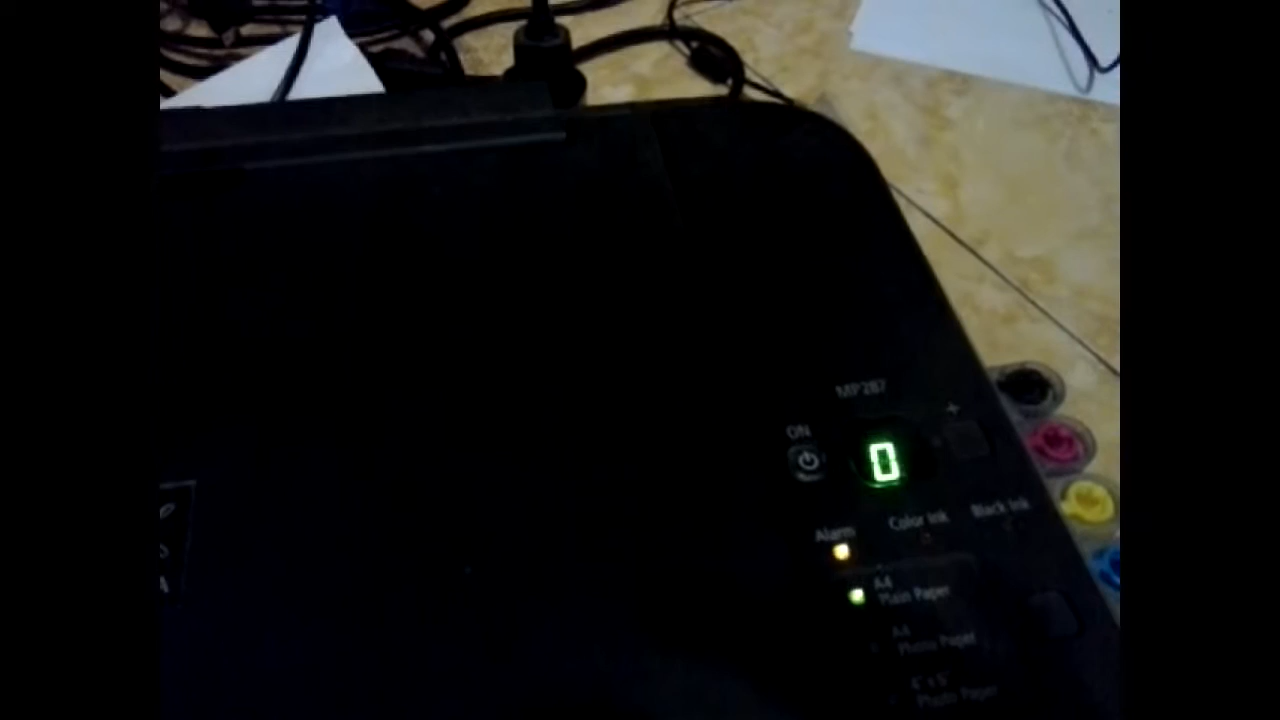 MP287
ON
+
0
Color Ink
Black Ink
Alarm
A4
Plain Paper
A4
Photo Paper
Photo Paper